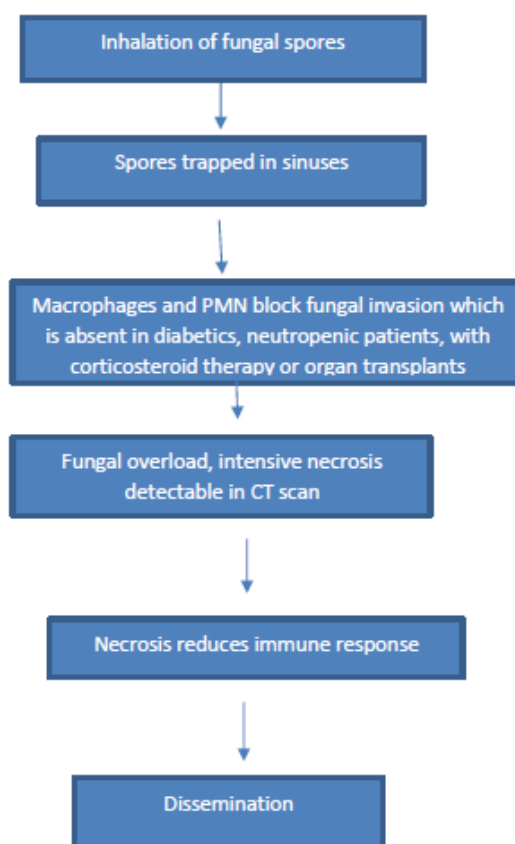 Inhalation of fungal spores
Spores trapped in sinuses
Macrophages and PMN block fungal invasion which
is absent in diabetics, neutropenic patients, with
corticosteroid therapy or organ transplants
Fungal overload, intensive necrosis
detectable in CT scan
Necrosis reduces immune response
Dissemination